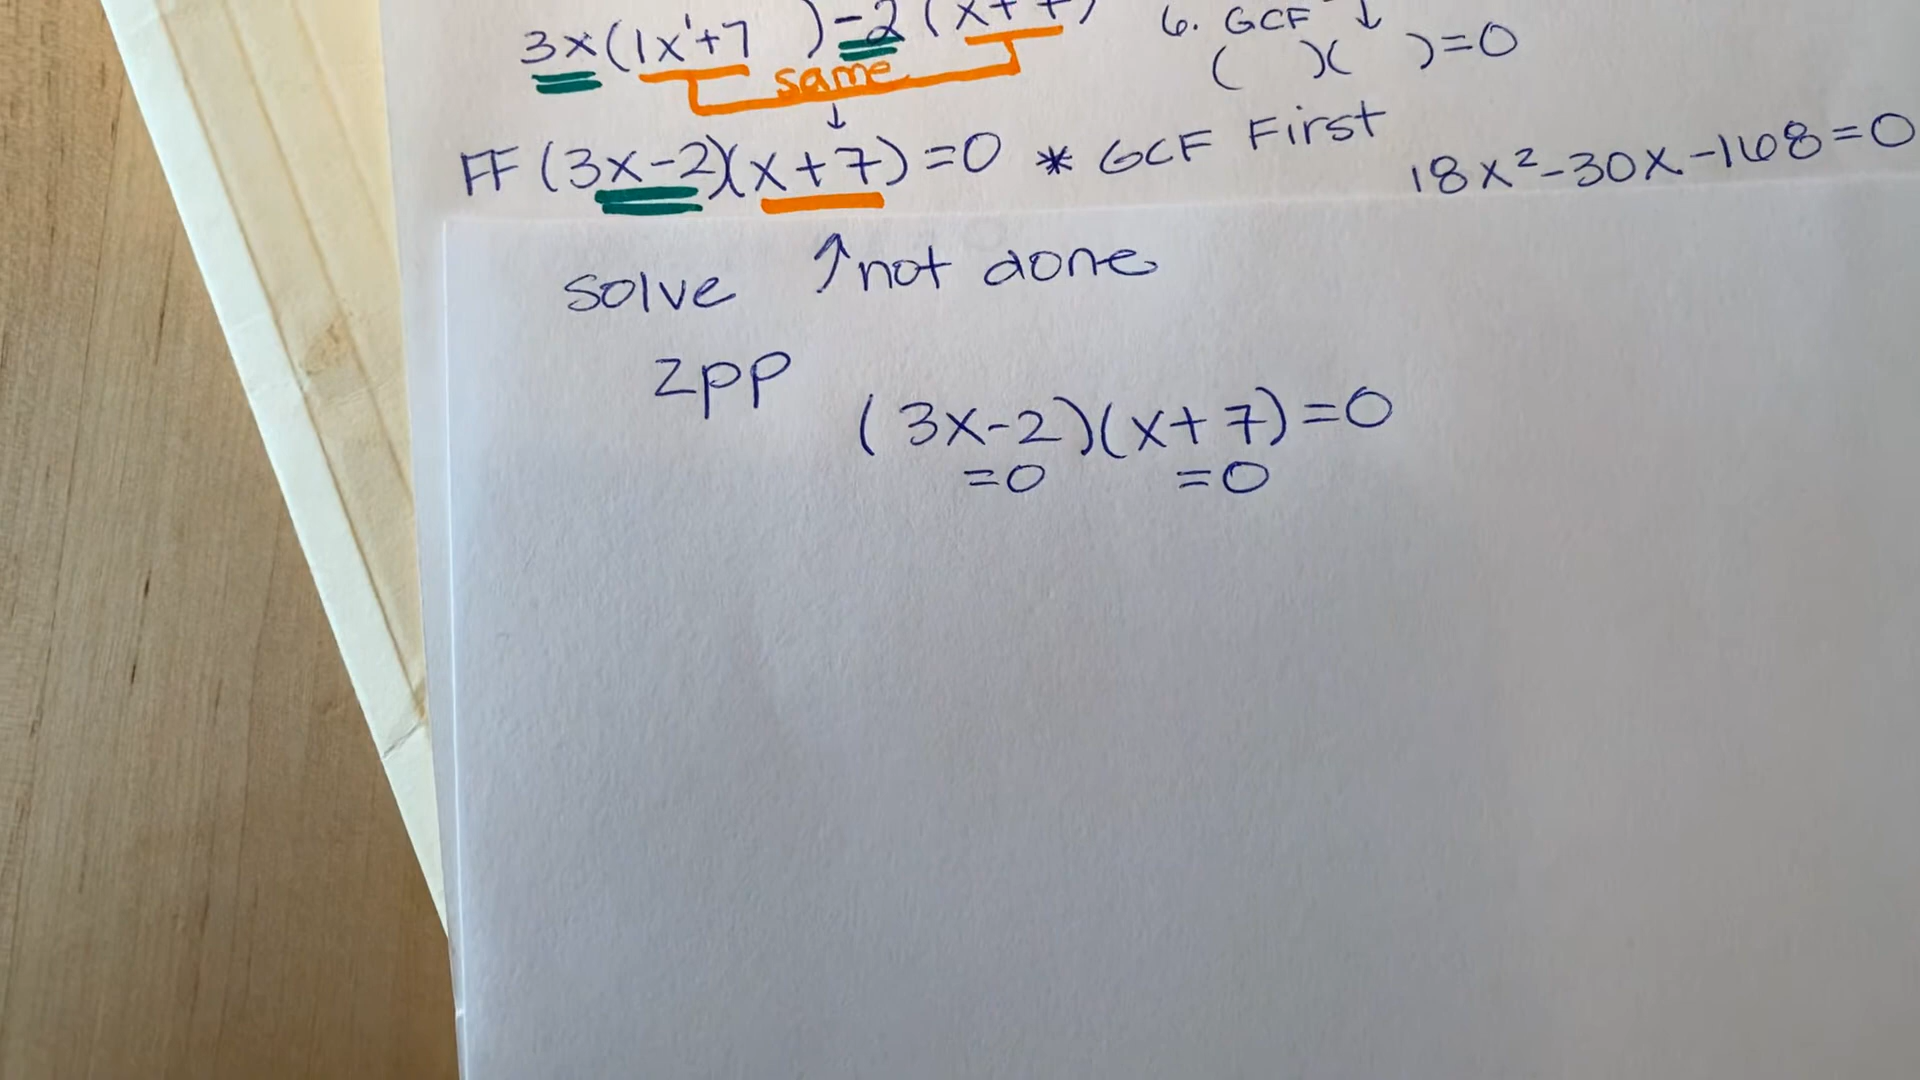 3x(1x'+7 )-2(x+7)
6. GCF ↓
( )( )=0
same
↓
FF (3x-2)(x+7)=0 * GCF First
18x²-30x-168=0
solve ↑not done
zpp
(3x-2)(x+7)=0
=0 =0